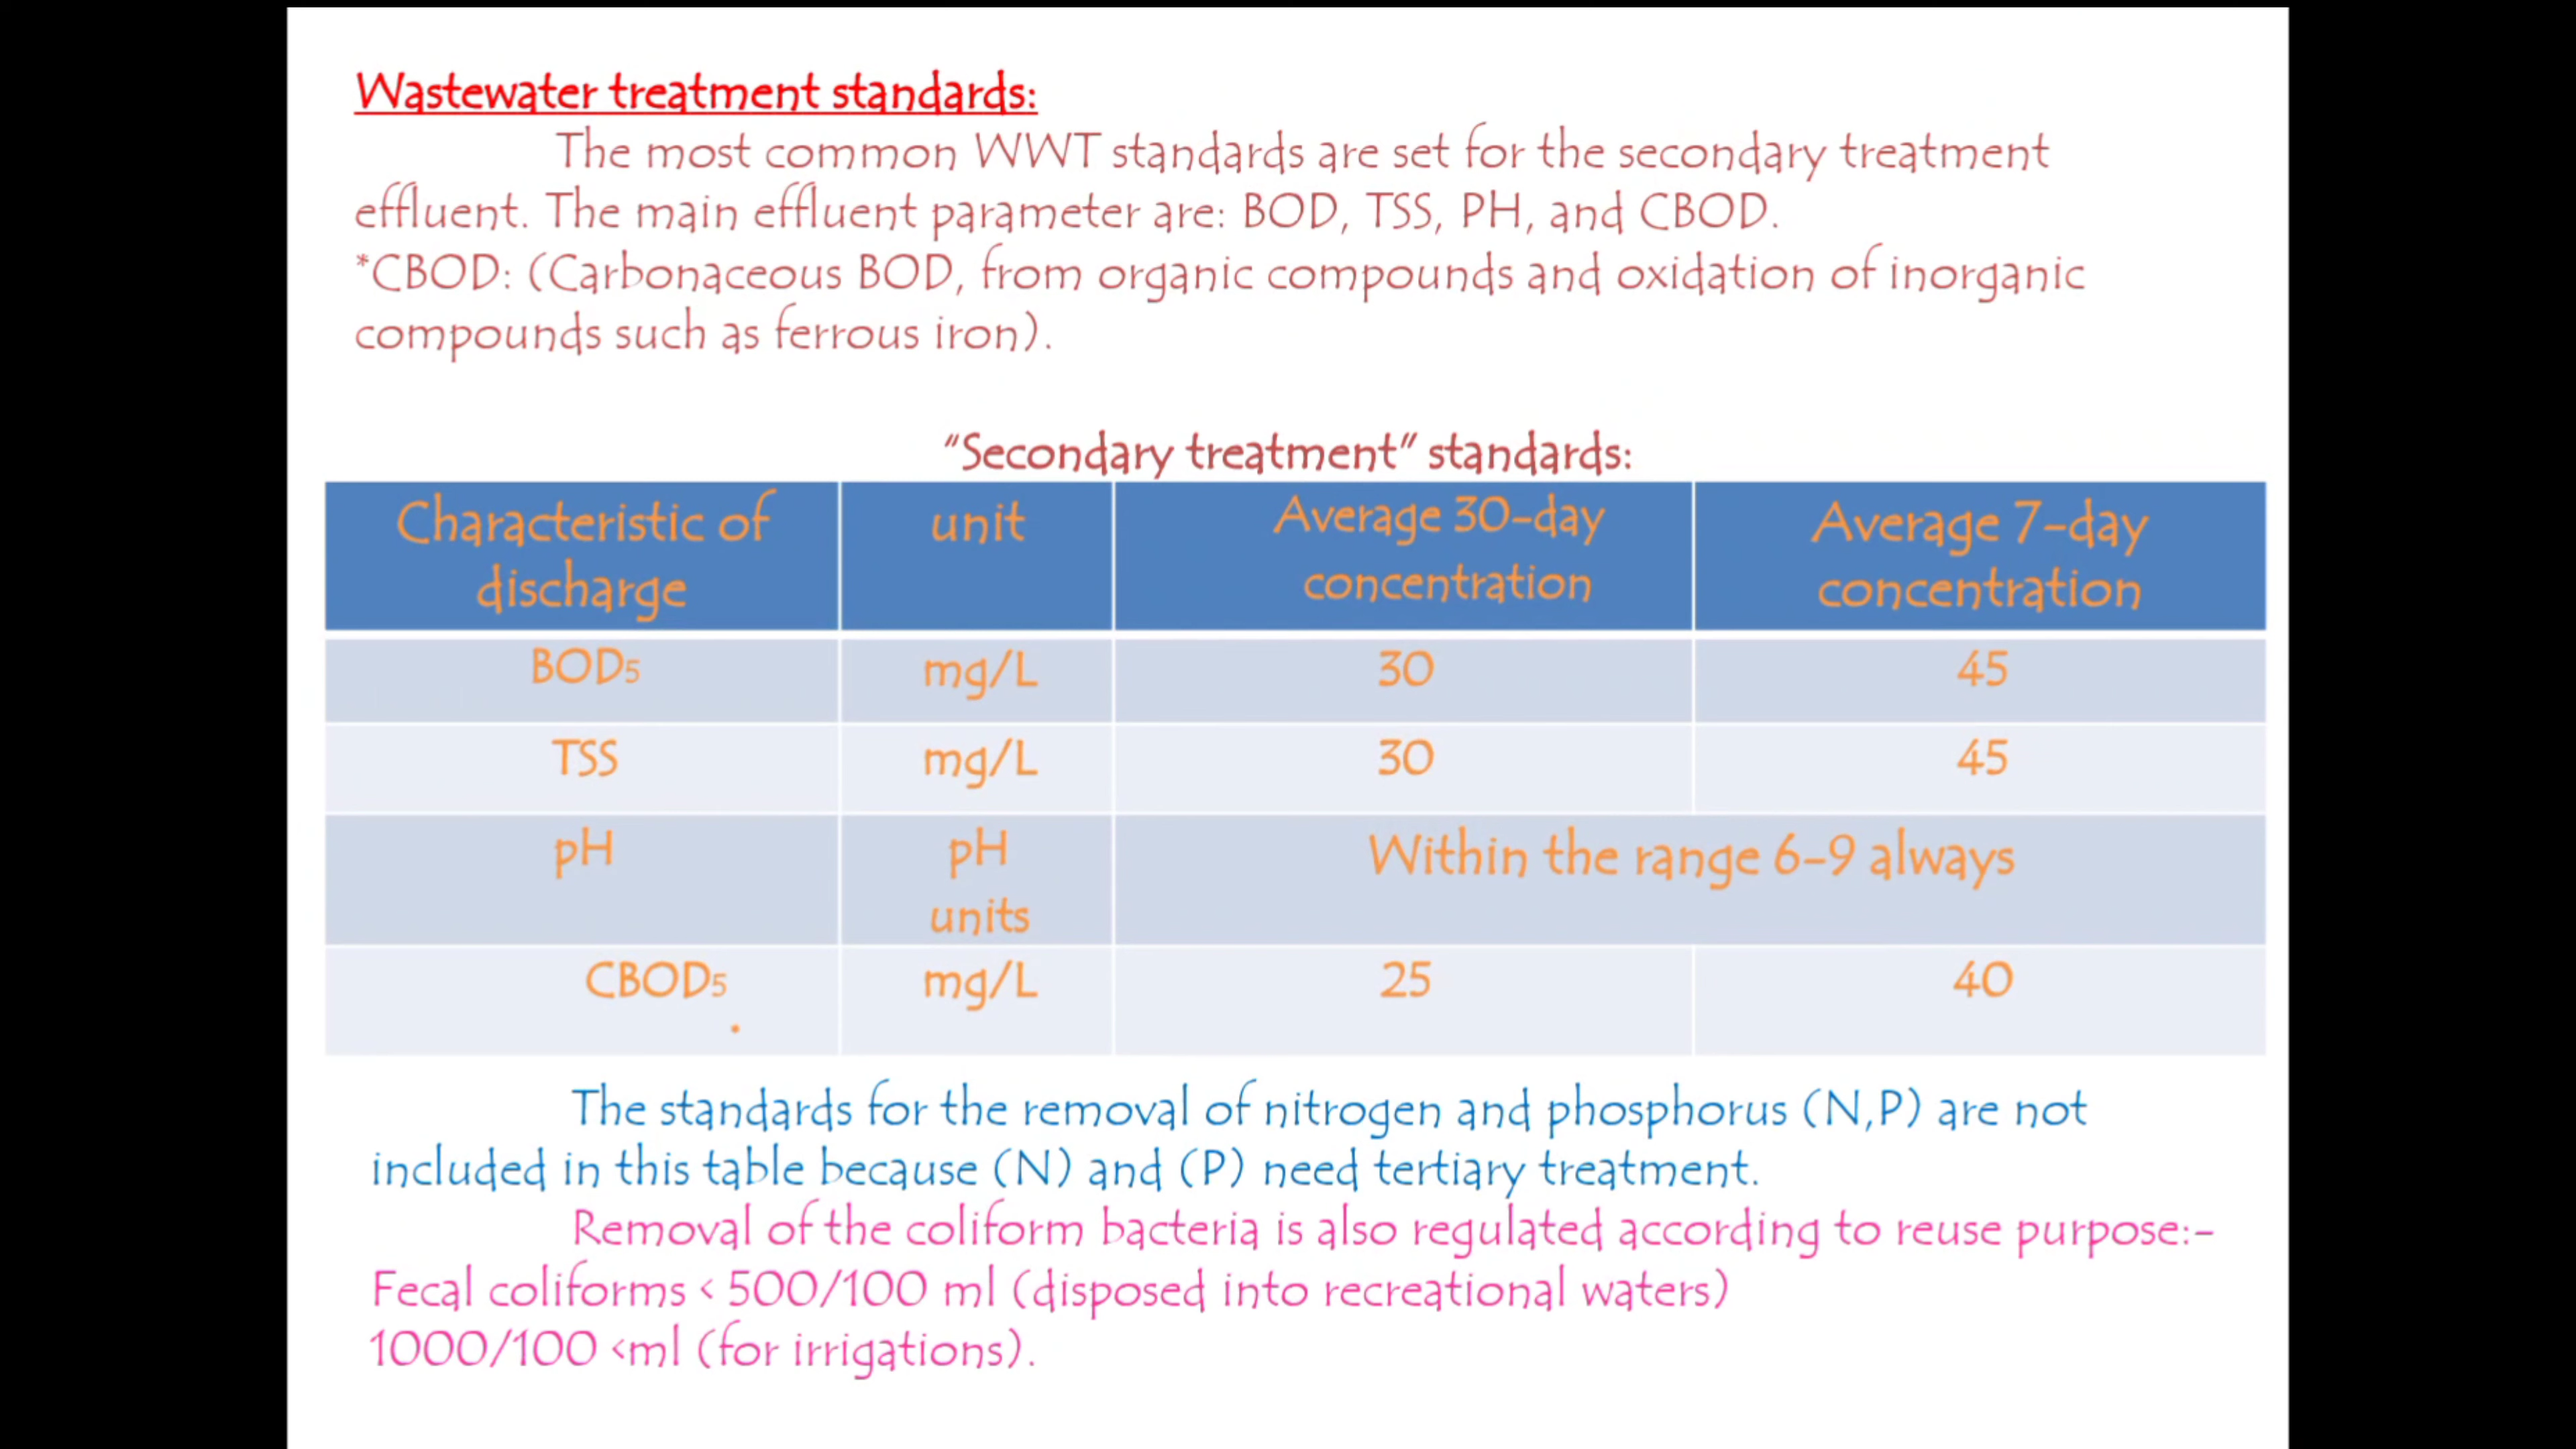 Wastewater treatment standards:
The most common WWT standards are set for the secondary treatment
effluent. The main effluent parameter are: BOD, TSS, PH, and CBOD.
*CBOD: (Carbonaceous BOD, from organic compounds and oxidation of inorganic
compounds such as ferrous iron).
“Secondary treatment” standards:
Characteristic of discharge unit Average 30-day concentration Average 7-day concentration
BOD5 mg/L 30 45
TSS mg/L 30 45
pH pH units Within the range 6-9 always
CBOD5 mg/L 25 40
.
The standards for the removal of nitrogen and phosphorus (N,P) are not
included in this table because (N) and (P) need tertiary treatment.
Removal of the coliform bacteria is also regulated according to reuse purpose:-
Fecal coliforms < 500/100 ml (disposed into recreational waters)
1000/100 <ml (for irrigations).